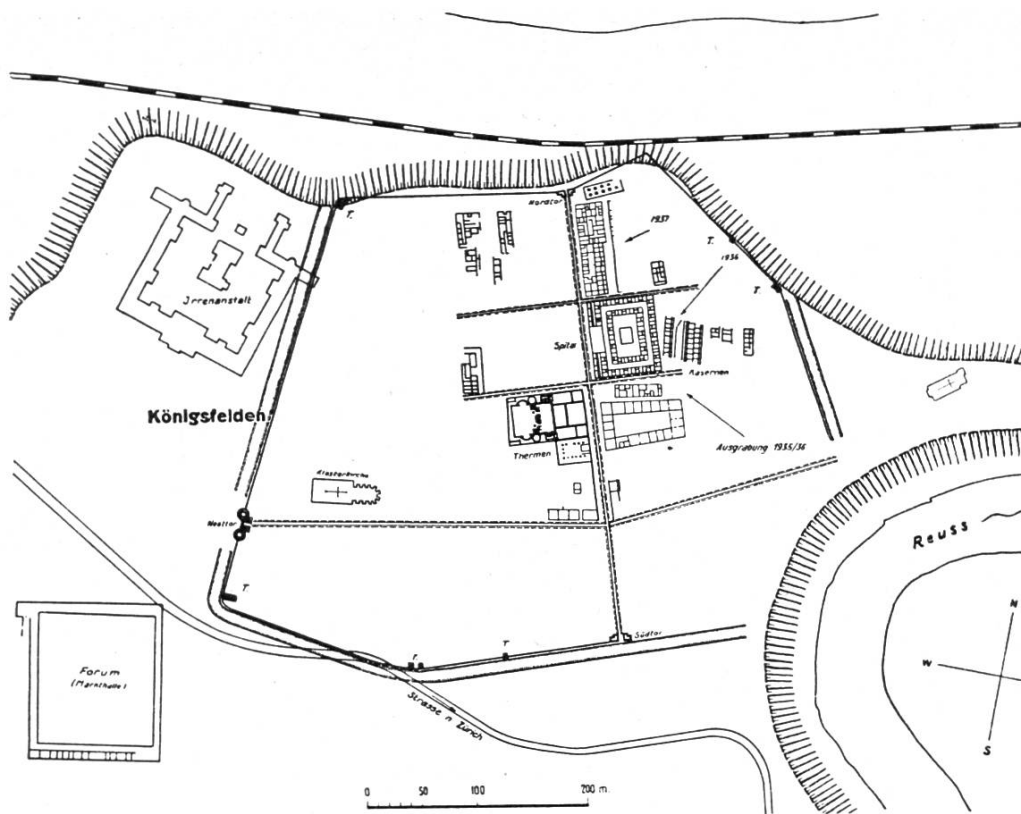 T.
Nordtor
1937
T.
1936
T.
Irrenanstalt
Spital
Kasernen
Königsfelden
Thermen
Ausgrabung 1935/36
Klosterkirche
Westtor
Reuss
T.
N
W
S
Südtor
T.
T.
Forum
(Markthalle)
Strasse n. Zürich
0 50 100 200 m.